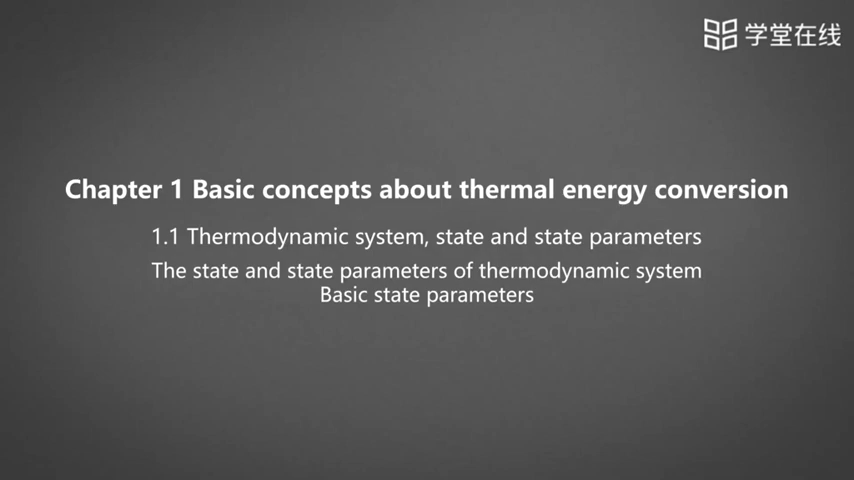 学堂在线
Chapter 1 Basic concepts about thermal energy conversion
1.1 Thermodynamic system, state and state parameters
The state and state parameters of thermodynamic system
Basic state parameters